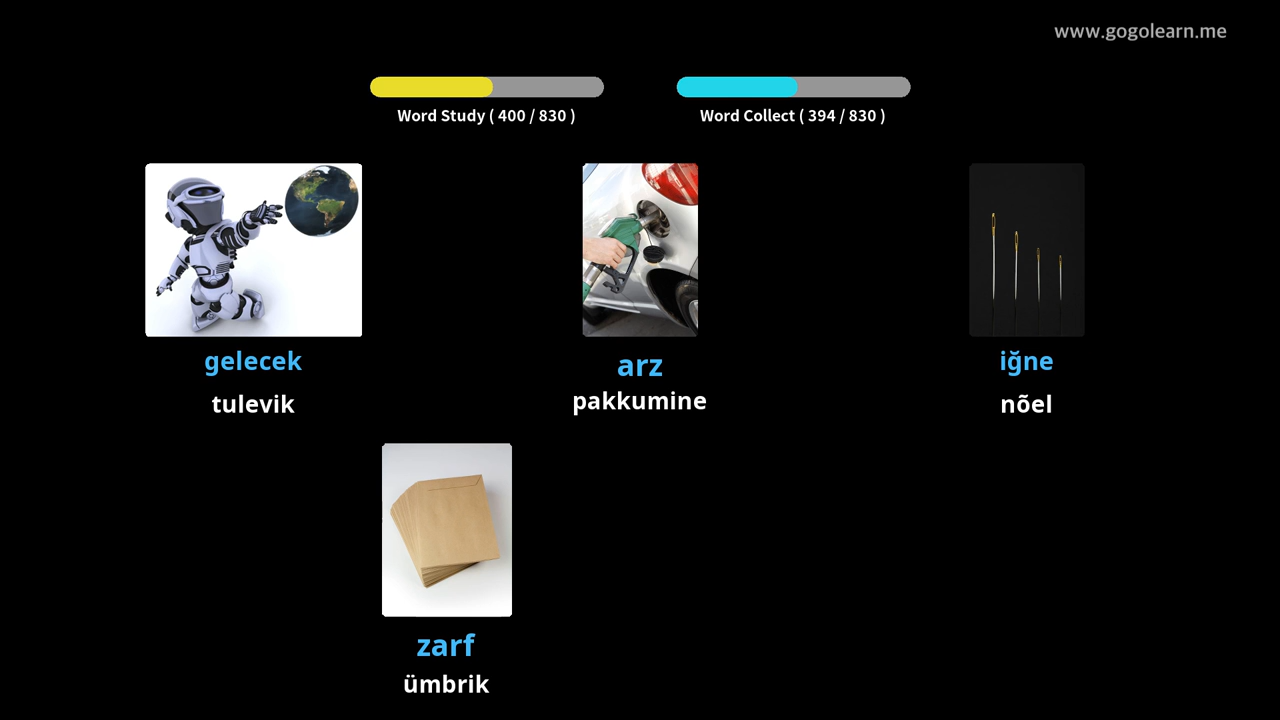 www.gogolearn.me
Word Study ( 400 / 830 )
Word Collect ( 394 / 830 )
gelecek
tulevik
arz
pakkumine
iğne
nõel
zarf
ümbrik